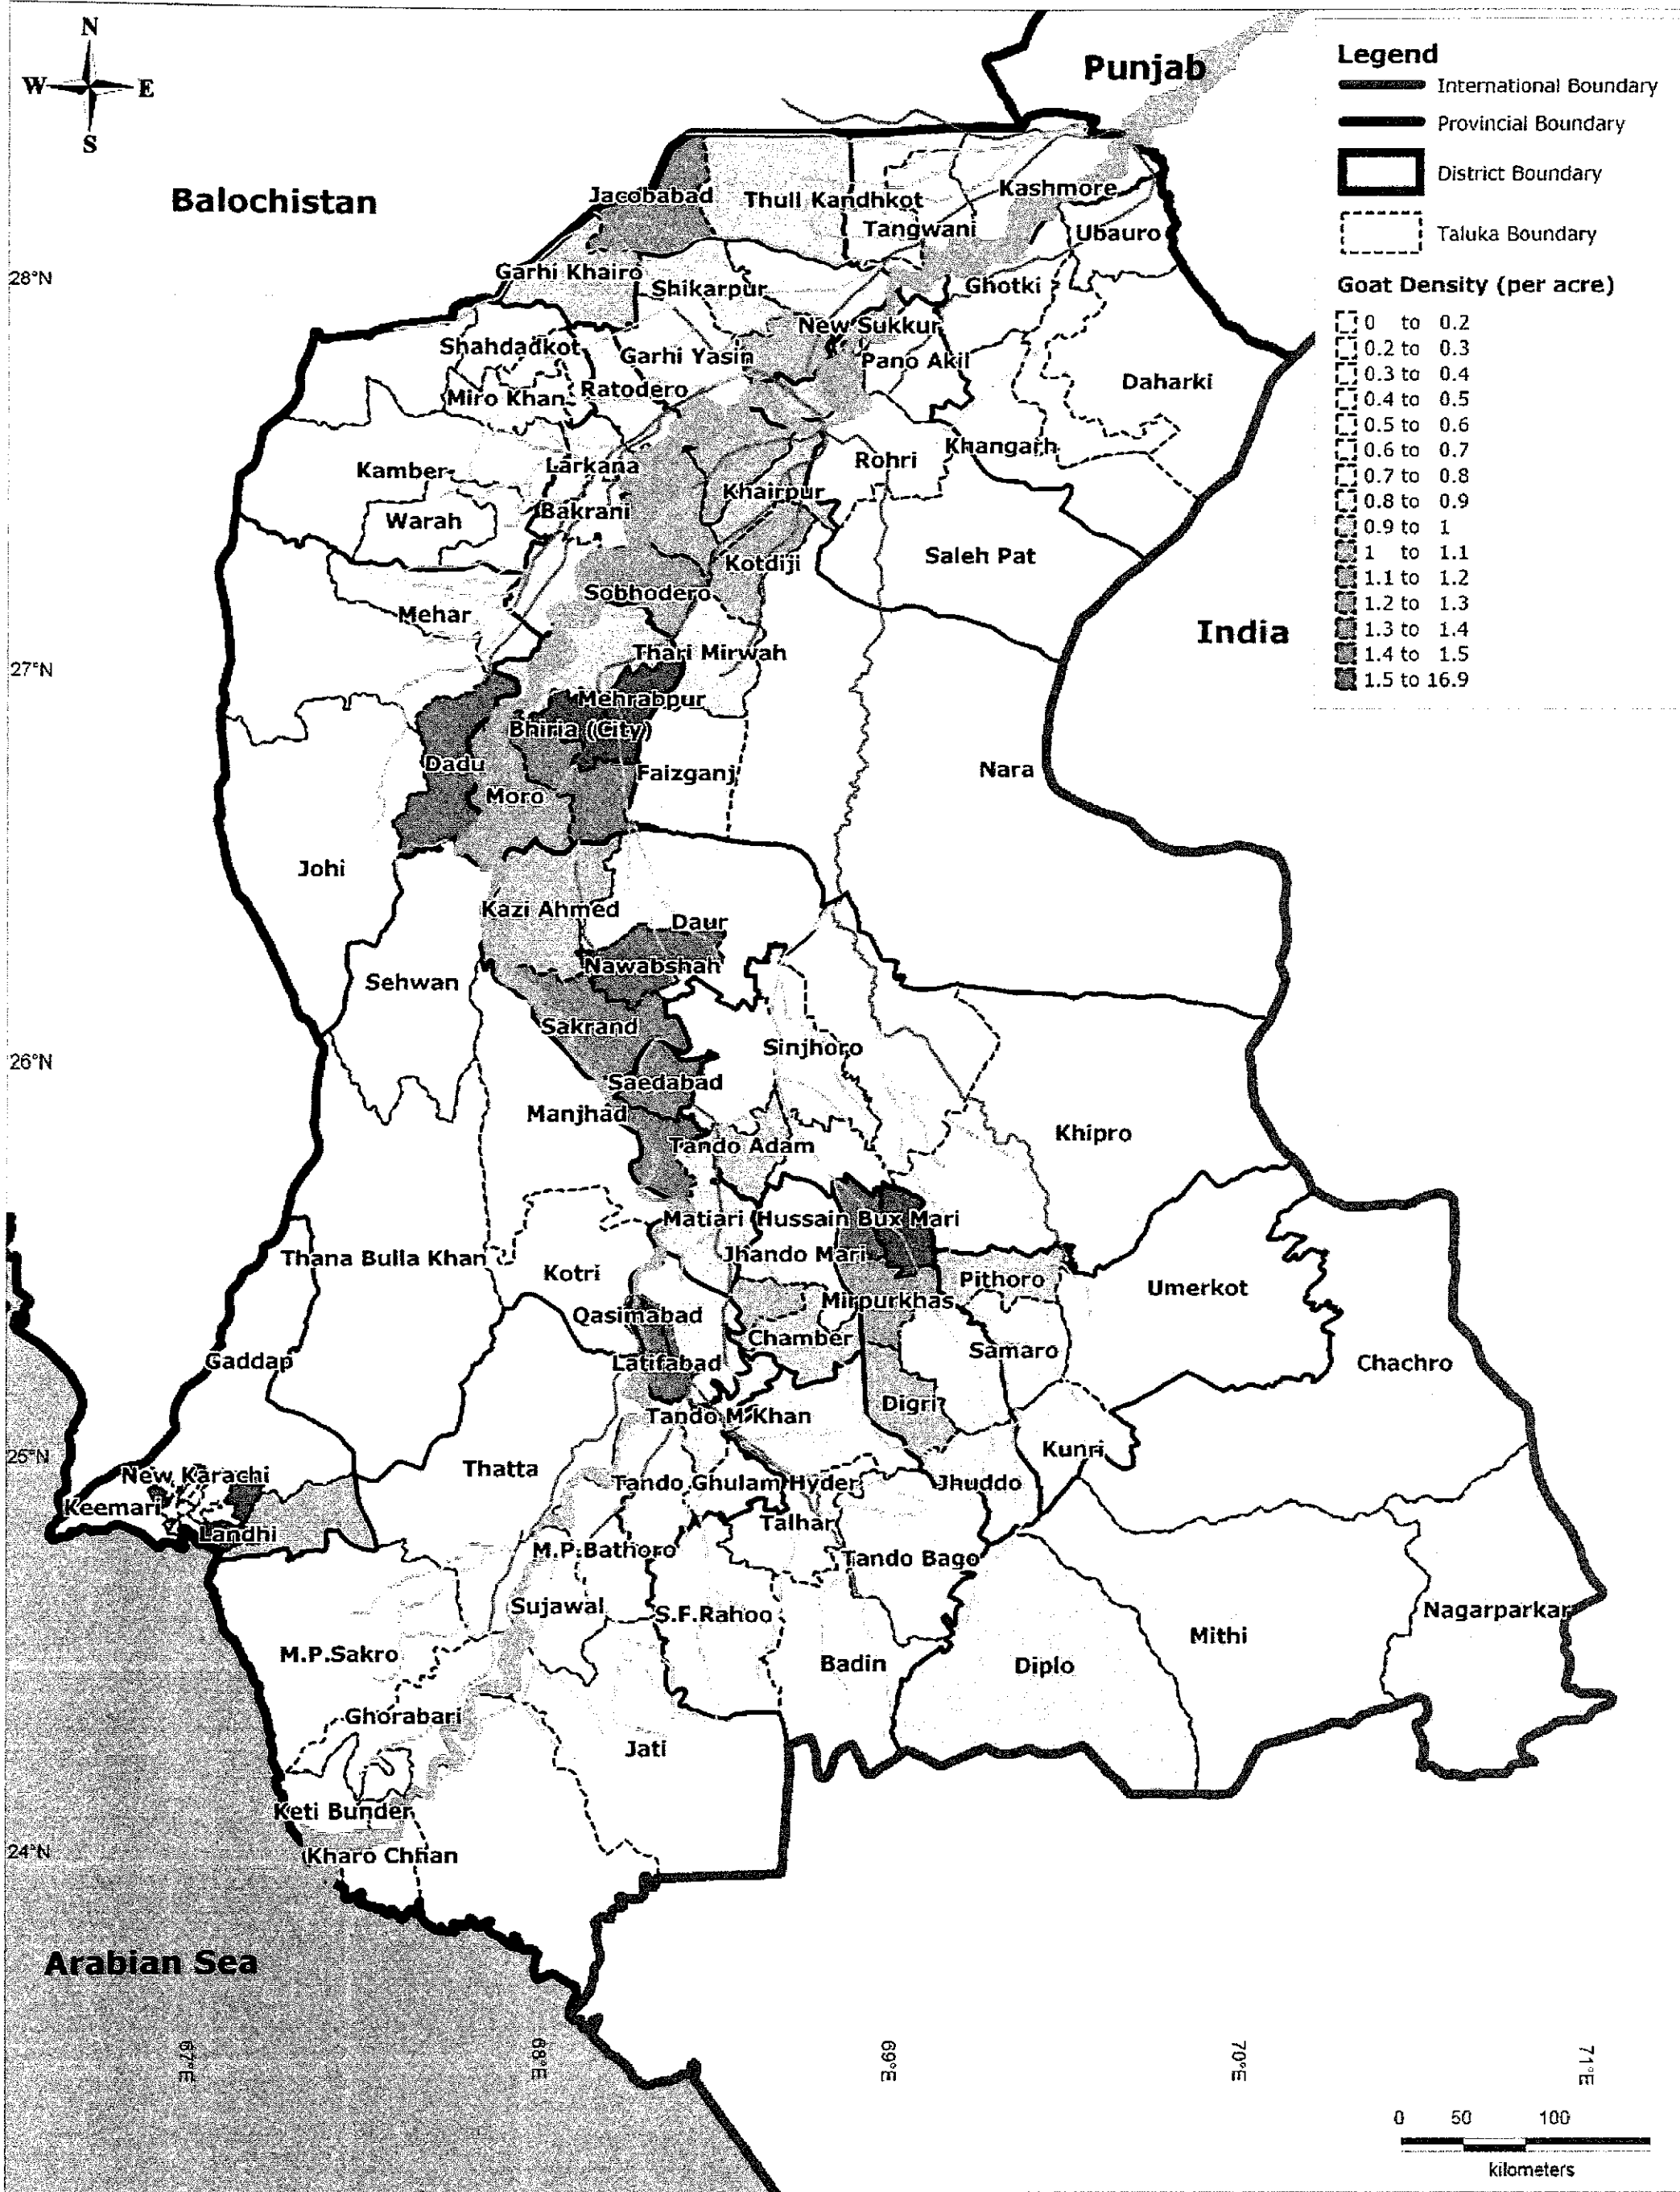 N
W E
S
Punjab
Balochistan
Legend
International Boundary
Provincial Boundary
District Boundary
Taluka Boundary
Goat Density (per acre)
0 to 0.2
0.2 to 0.3
0.3 to 0.4
0.4 to 0.5
0.5 to 0.6
0.6 to 0.7
0.7 to 0.8
0.8 to 0.9
0.9 to 1
1 to 1.1
1.1 to 1.2
1.2 to 1.3
1.3 to 1.4
1.4 to 1.5
1.5 to 16.9
Jacobabad
Thull Kandhkot
Kashmore
Tangwani
Ubauro
28°N
Garhi Khairo
Shikarpur
Ghotki
New Sukkur
Shahdadkot
Garhi Yasin
Pano Akil
Daharki
Miro Khan
Ratodero
Khangarh
Rohri
Kamber
Larkana
Khairpur
Warah
Bakrani
Saleh Pat
Kotdiji
Sobhodero
Mehar
India
27°N
Thari Mirwah
Mehrabpur
Bhiria (City)
Dadu
Faizganj
Nara
Moro
Johi
Kazi Ahmed
Daur
Nawabshah
Sehwan
Sakrand
Sinjhoro
26°N
Saedabad
Manjhad
Khipro
Tando Adam
Matiari
Hussain Bux Mari
Jhando Mari
Thana Bulla Khan
Kotri
Pithoro
Umerkot
Mirpurkhas
Qasimabad
Chamber
Samaro
Gaddap
Latifabad
Chachro
Digri
Tando M.Khan
Kunri
25°N
New Karachi
Thatta
Tando Ghulam Hyder
Jhuddo
Keemari
Landhi
Talhar
M.P.Bathoro
Tando Bago
Sujawal
S.F.Rahoo
Nagarparkar
Mithi
M.P.Sakro
Badin
Diplo
Ghorabari
Jati
Keti Bunder
24°N
Kharo Chhan
Arabian Sea
67°E
68°E
69°E
70°E
71°E
0 50 100
kilometers